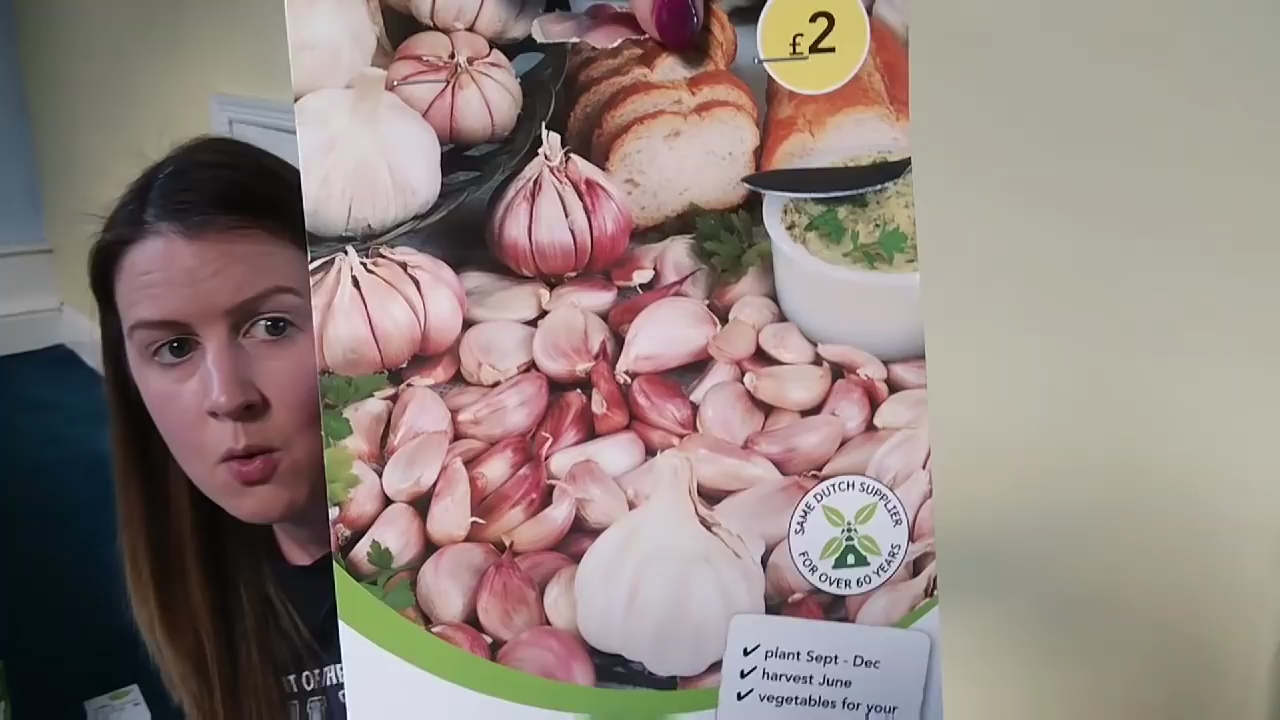 £2
SAME DUTCH SUPPLIER
FOR OVER 60 YEARS
✔ plant Sept - Dec
✔ harvest June
✔ vegetables for your